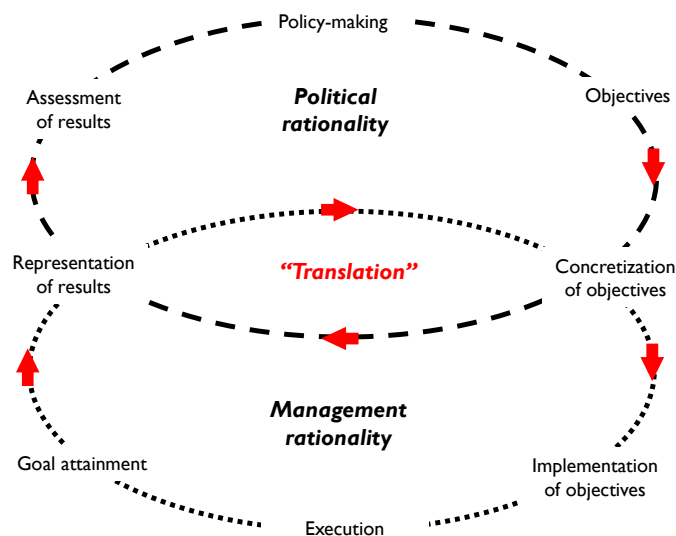 Policy-making
Assessment
of results
Political
rationality
Objectives
Representation
of results
“Translation”
Concretization
of objectives
Management
rationality
Goal attainment
Implementation
of objectives
Execution